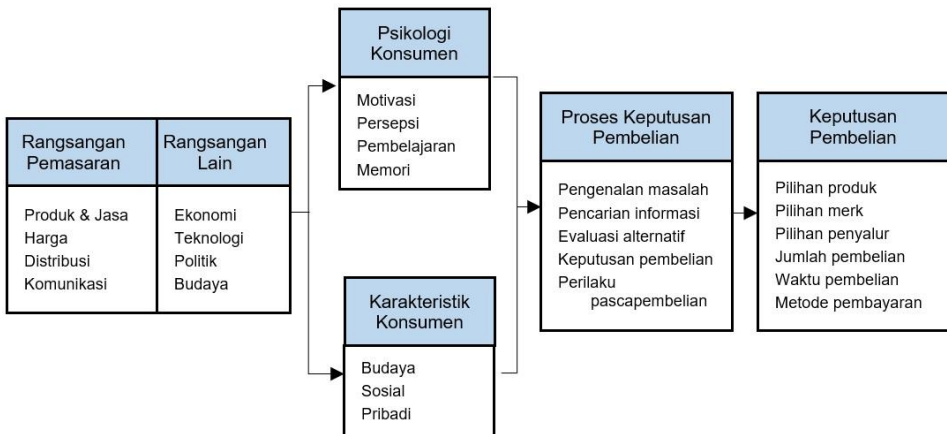 Rangsangan
Pemasaran
Produk & Jasa
Harga
Distribusi
Komunikasi
Rangsangan
Lain
Ekonomi
Teknologi
Politik
Budaya
Psikologi
Konsumen
Motivasi
Persepsi
Pembelajaran
Memori
Karakteristik
Konsumen
Budaya
Sosial
Pribadi
Proses Keputusan
Pembelian
Pengenalan masalah
Pencarian informasi
Evaluasi alternatif
Keputusan pembelian
Perilaku
pascapembelian
Keputusan
Pembelian
Pilihan produk
Pilihan merk
Pilihan penyalur
Jumlah pembelian
Waktu pembelian
Metode pembayaran